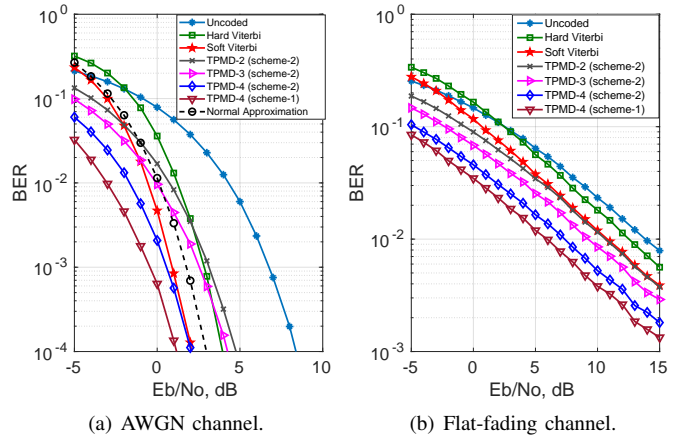 Uncoded
Hard Viterbi
Soft Viterbi
TPMD-2 (scheme-2)
TPMD-3 (scheme-2)
TPMD-4 (scheme-2)
TPMD-4 (scheme-1)
Normal Approximation
10^0
10^-1
10^-2
10^-3
10^-4
BER
-5
0
5
10
Eb/No, dB
(a) AWGN channel.
Uncoded
Hard Viterbi
Soft Viterbi
TPMD-2 (scheme-2)
TPMD-3 (scheme-2)
TPMD-4 (scheme-2)
TPMD-4 (scheme-1)
10^0
10^-1
10^-2
10^-3
BER
-5
0
5
10
15
Eb/No, dB
(b) Flat-fading channel.